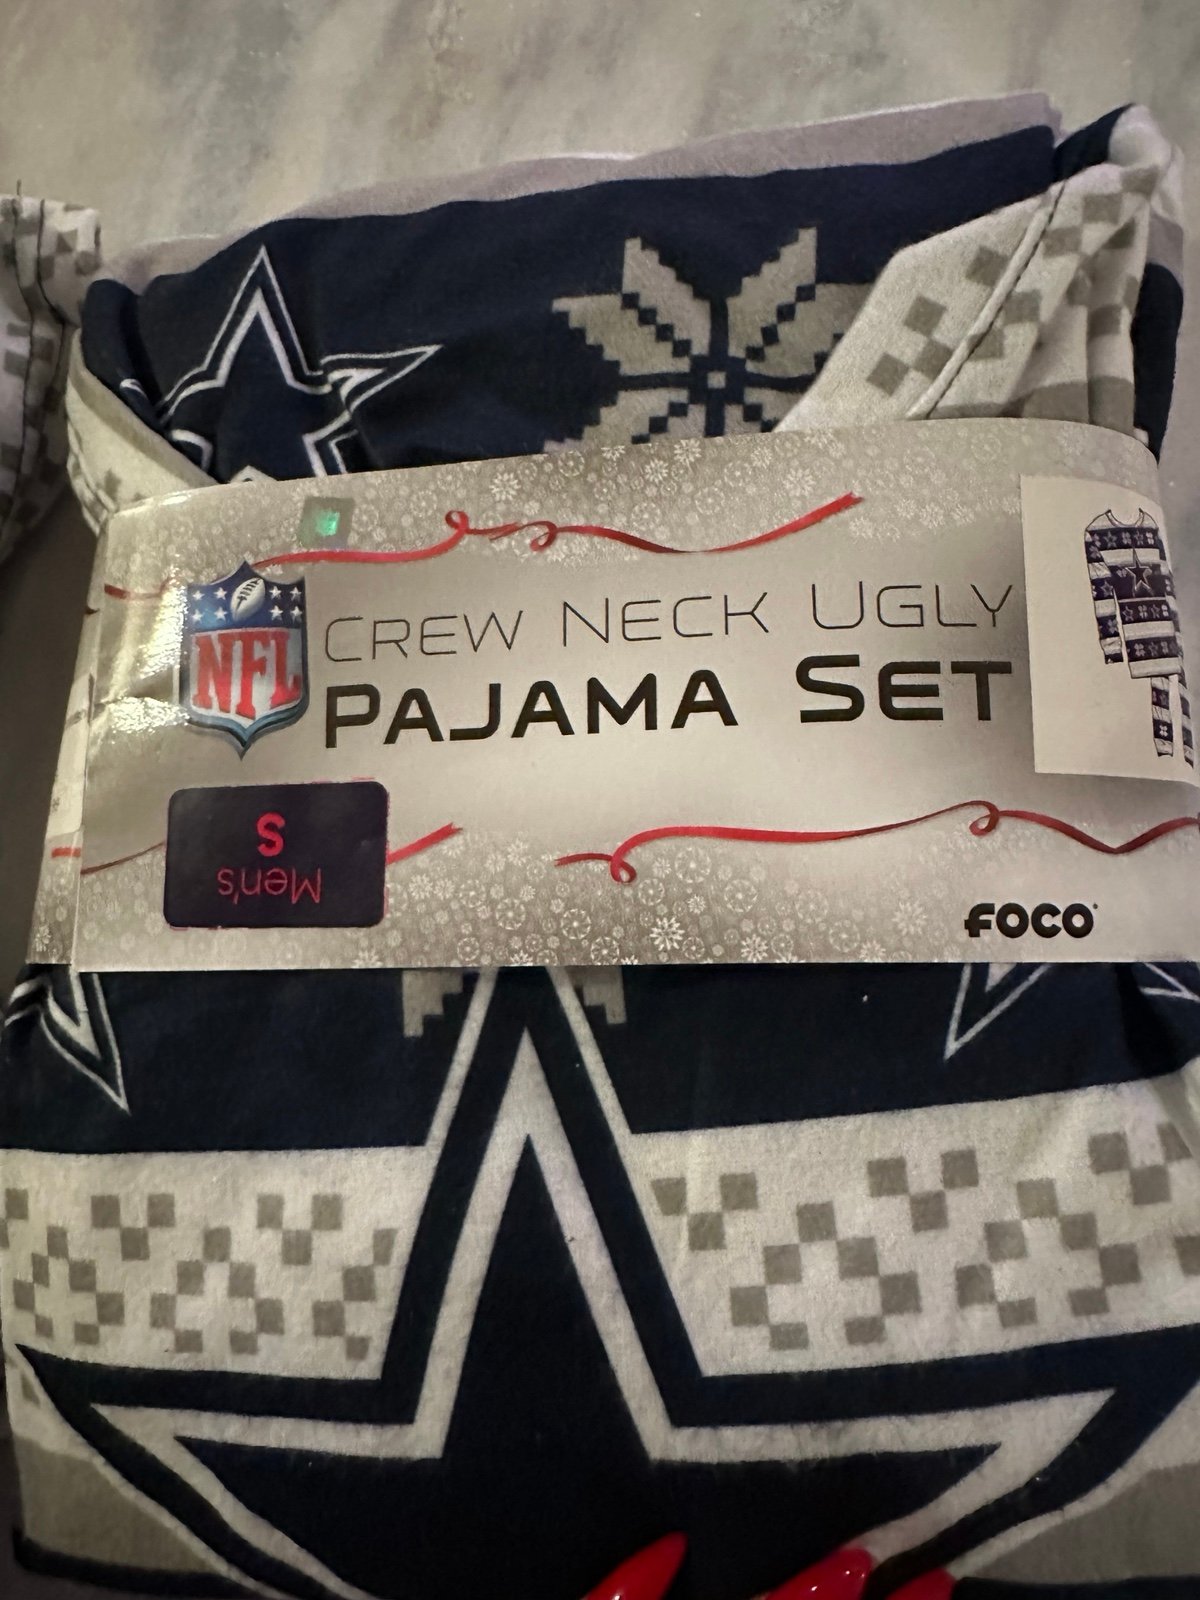 NFL
CREW NECK UGLY
PAJAMA SET
Men's
S
FOCO